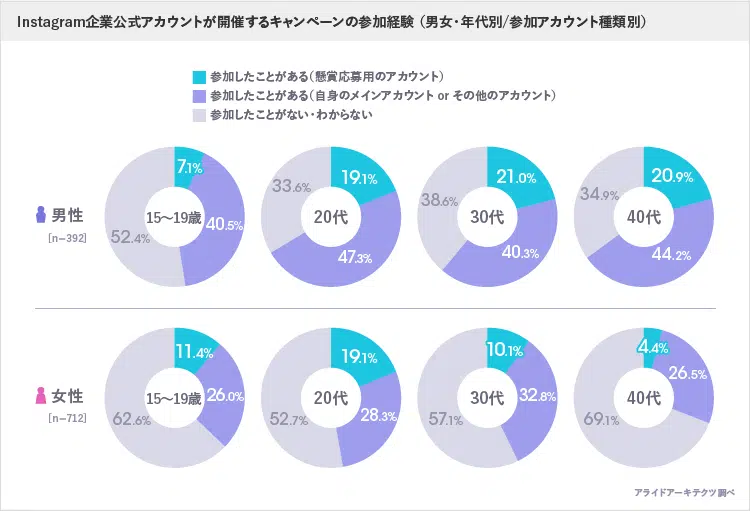 Instagram企業公式アカウントが開催するキャンペーンの参加経験 (男女・年代別/参加アカウント種類別)
参加したことがある(懸賞応募用のアカウント)
参加したことがある(自身のメインアカウント or その他のアカウント)
参加したことがない・わからない
男性
[n=392]
7.1%
40.5%
52.4%
15〜19歳
19.1%
47.3%
33.6%
20代
21.0%
40.3%
38.6%
30代
20.9%
44.2%
34.9%
40代
女性
[n=712]
11.4%
26.0%
62.6%
15〜19歳
19.1%
28.3%
52.7%
20代
10.1%
32.8%
57.1%
30代
4.4%
26.5%
69.1%
40代
アライドアーキテクツ調べ